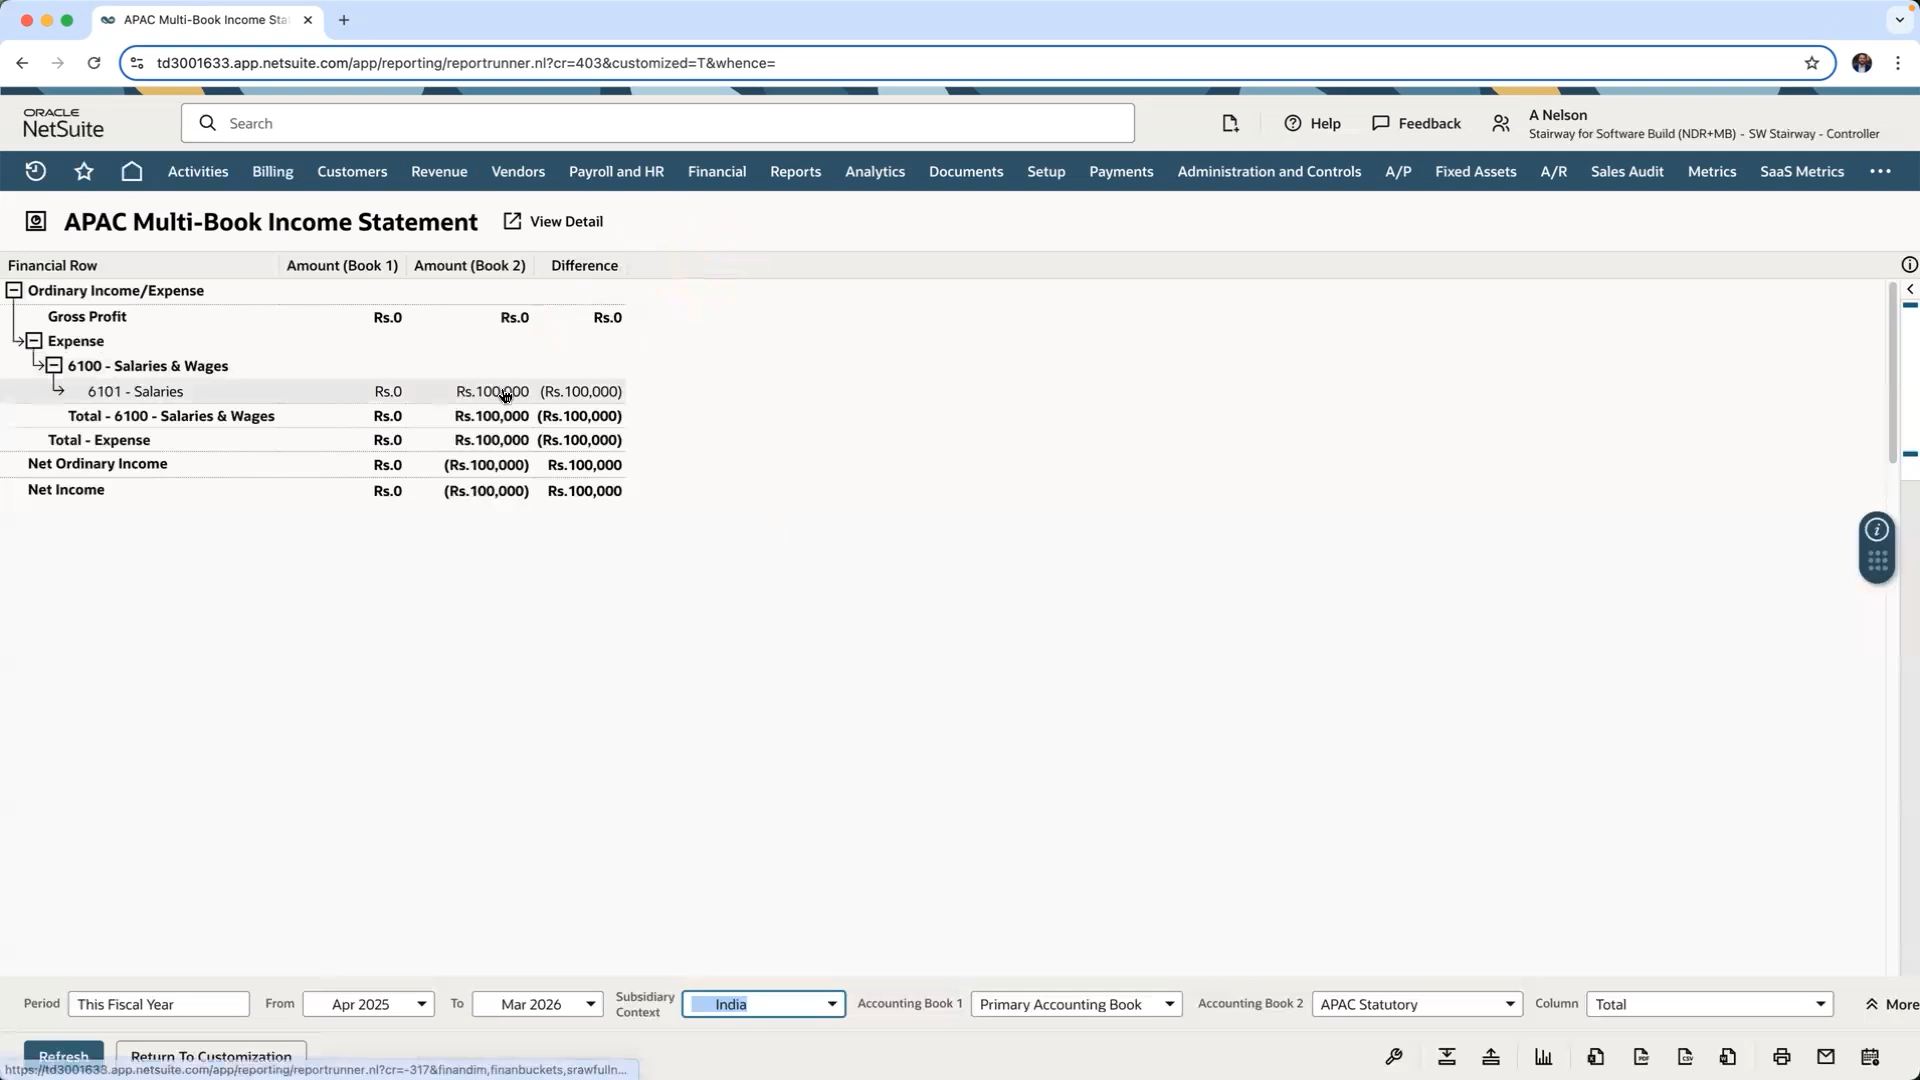 APAC Multi-Book Income Sta
td3001633.app.netsuite.com/app/reporting/reportrunner.nl?cr=403&customized=T&whence=
ORACLE
NetSuite
Search
Help
Feedback
A Nelson
Stairway for Software Build (NDR+MB) - SW Stairway - Controller
Activities Billing Customers Revenue Vendors Payroll and HR Financial Reports Analytics Documents Setup Payments Administration and Controls A/P Fixed Assets A/R Sales Audit Metrics SaaS Metrics
APAC Multi-Book Income Statement View Detail
Financial Row Amount (Book 1) Amount (Book 2) Difference
Ordinary Income/Expense
Gross Profit Rs.0 Rs.0 Rs.0
Expense
6100 - Salaries & Wages
6101 - Salaries Rs.0 Rs.100,000 (Rs.100,000)
Total - 6100 - Salaries & Wages Rs.0 Rs.100,000 (Rs.100,000)
Total - Expense Rs.0 Rs.100,000 (Rs.100,000)
Net Ordinary Income Rs.0 (Rs.100,000) Rs.100,000
Net Income Rs.0 (Rs.100,000) Rs.100,000
Period This Fiscal Year From Apr 2025 To Mar 2026 Subsidiary Context India Accounting Book 1 Primary Accounting Book Accounting Book 2 APAC Statutory Column Total More
Refresh Return To Customization
https://td3001633.app.netsuite.com/app/reporting/reportrunner.nl?cr=-317&finandim,finanbuckets,srawfulln...